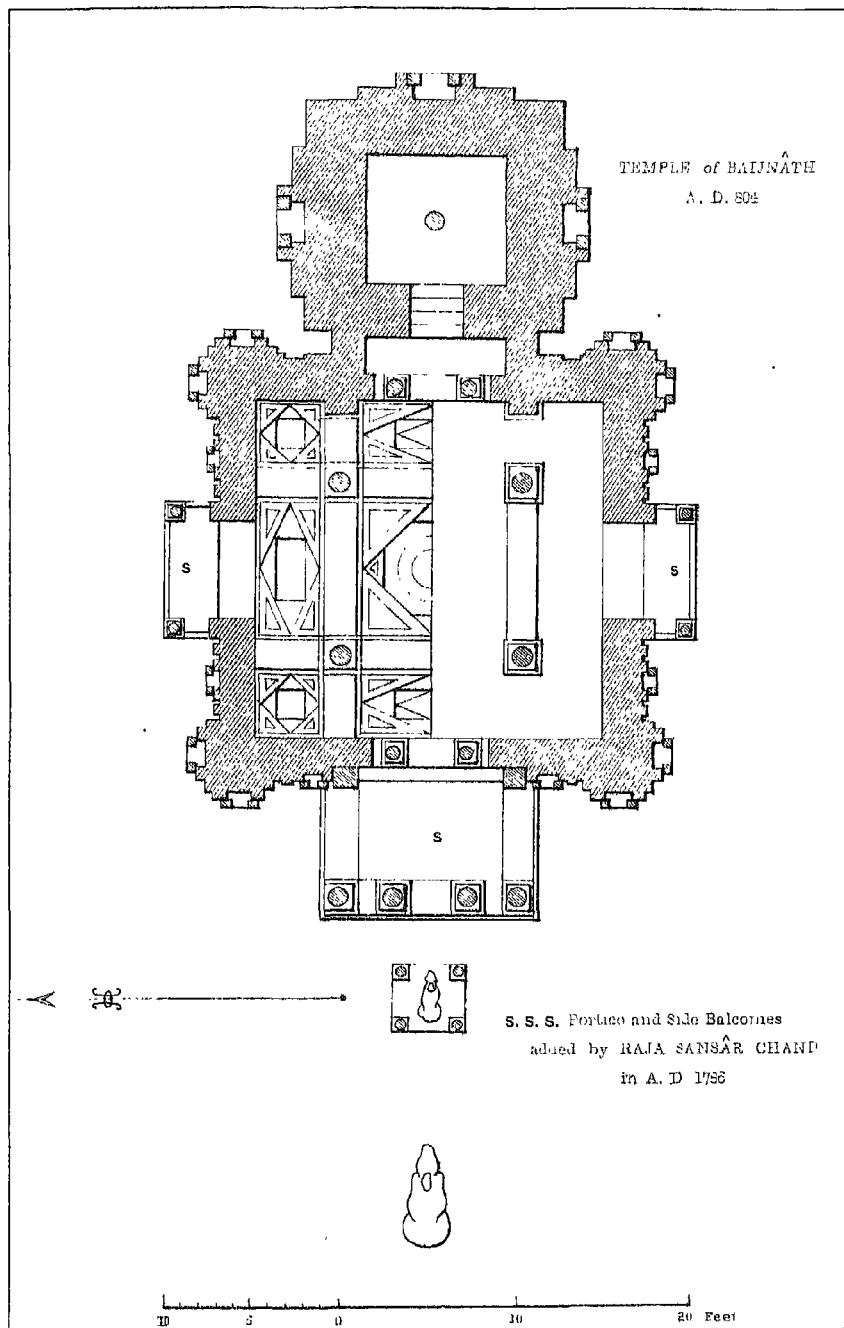 TEMPLE of BAIJNÂTH
A. D. 804
S
S
S
S. S. S. Portico and Side Balconies
added by RAJA SANSÂR CHAND
in A. D 1786
10 5 0 10 20 Feet